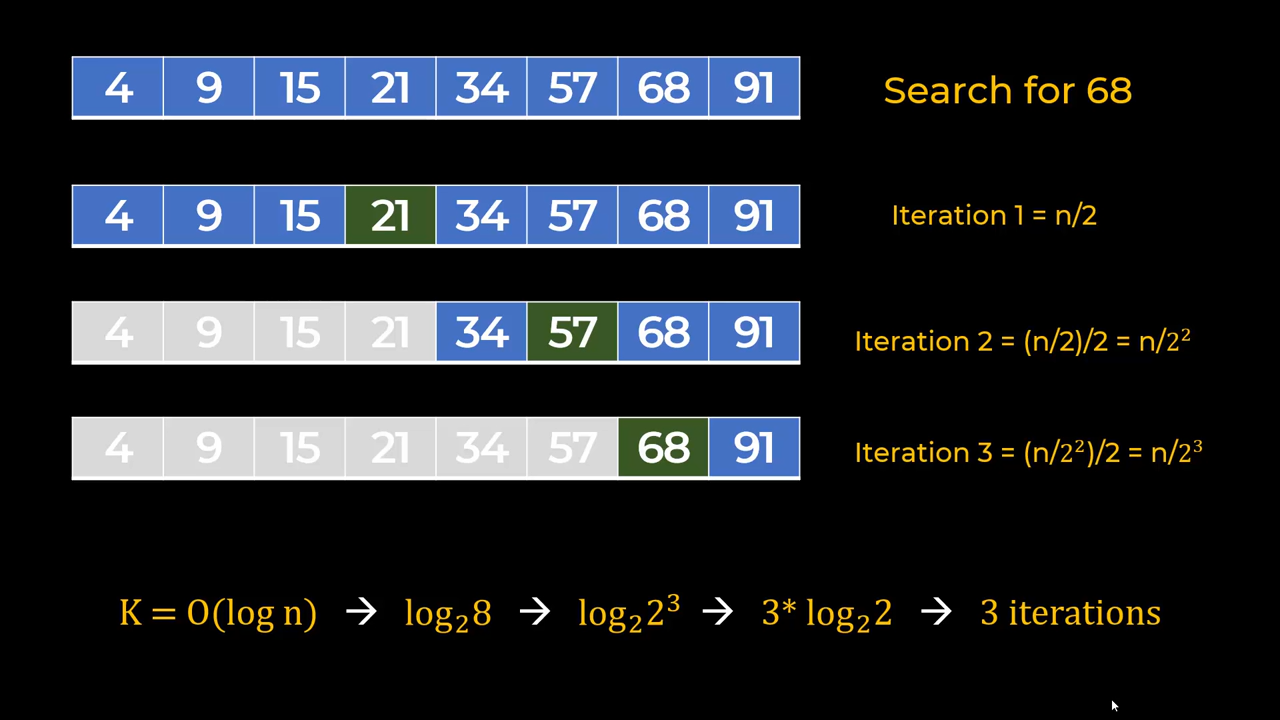 4 9 15 21 34 57 68 91 Search for 68
4 9 15 21 34 57 68 91 Iteration 1 = n/2
4 9 15 21 34 57 68 91 Iteration 2 = (n/2)/2 = n/2²
4 9 15 21 34 57 68 91 Iteration 3 = (n/2²)/2 = n/2³
K = O(log n) → log₂8 → log₂2³ → 3* log₂2 → 3 iterations